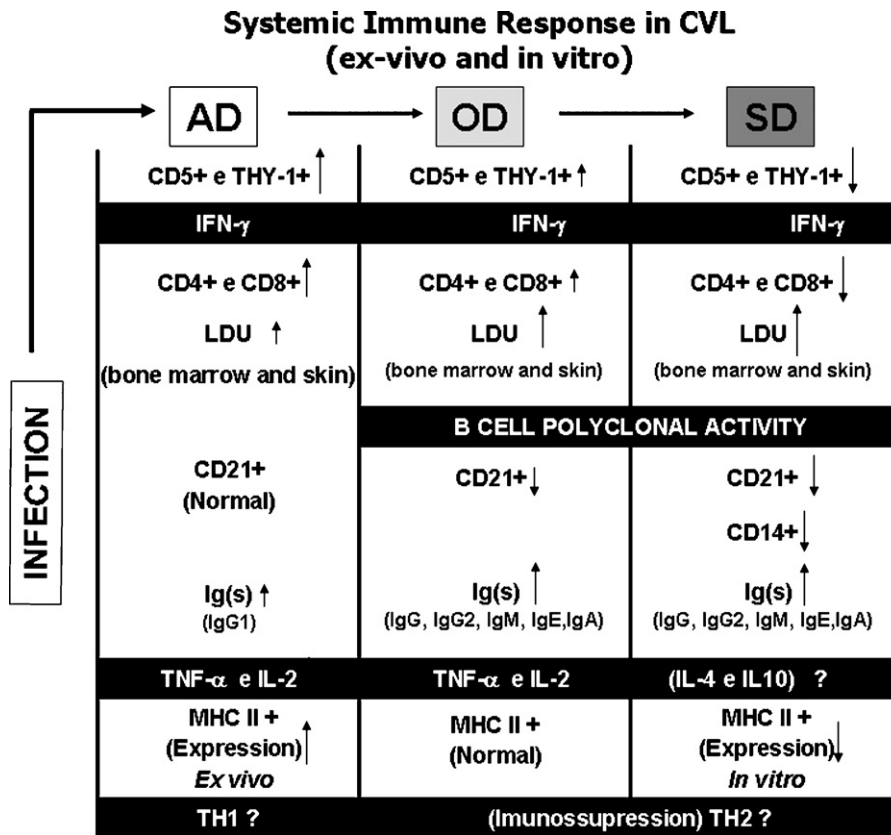 Systemic Immune Response in CVL
(ex-vivo and in vitro)
AD OD SD
CD5+ e THY-1+ CD5+ e THY-1+ CD5+ e THY-1+
IFN-γ IFN-γ IFN-γ
CD4+ e CD8+ CD4+ e CD8+ CD4+ e CD8+
LDU LDU LDU
(bone marrow and skin) (bone marrow and skin) (bone marrow and skin)
B CELL POLYCLONAL ACTIVITY
CD21+ CD21+ CD21+
(Normal)
CD14+
Ig(s) Ig(s) Ig(s)
(IgG1) (IgG, IgG2, IgM, IgE,IgA) (IgG, IgG2, IgM, IgE,IgA)
TNF-α e IL-2 TNF-α e IL-2 (IL-4 e IL10) ?
MHC II + MHC II + MHC II +
(Expression) (Normal) (Expression)
Ex vivo In vitro
TH1 ? (Imunossupression) TH2 ?
INFECTION